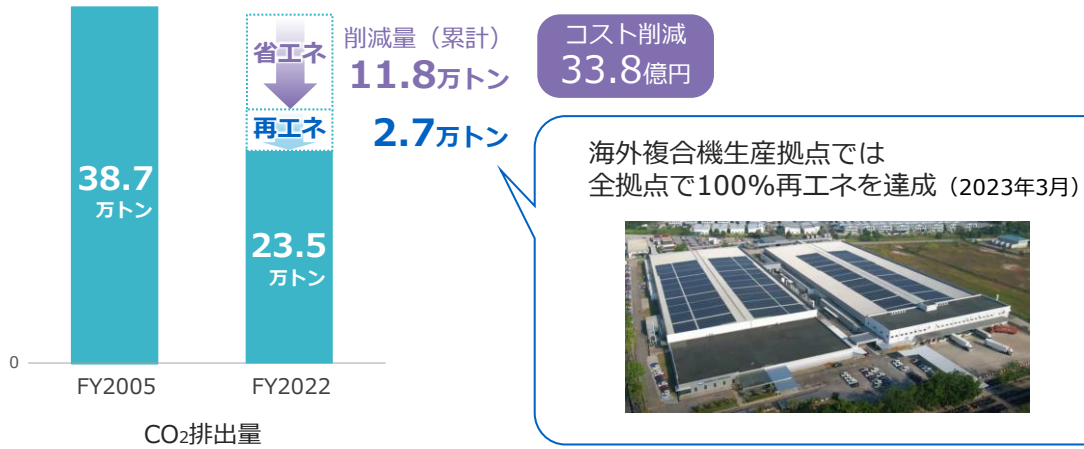 省エネ
削減量（累計）
11.8万トン
コスト削減
33.8億円
再エネ
2.7万トン
海外複合機生産拠点では
全拠点で100%再エネを達成（2023年3月）
38.7
万トン
23.5
万トン
0
FY2005
FY2022
CO2排出量